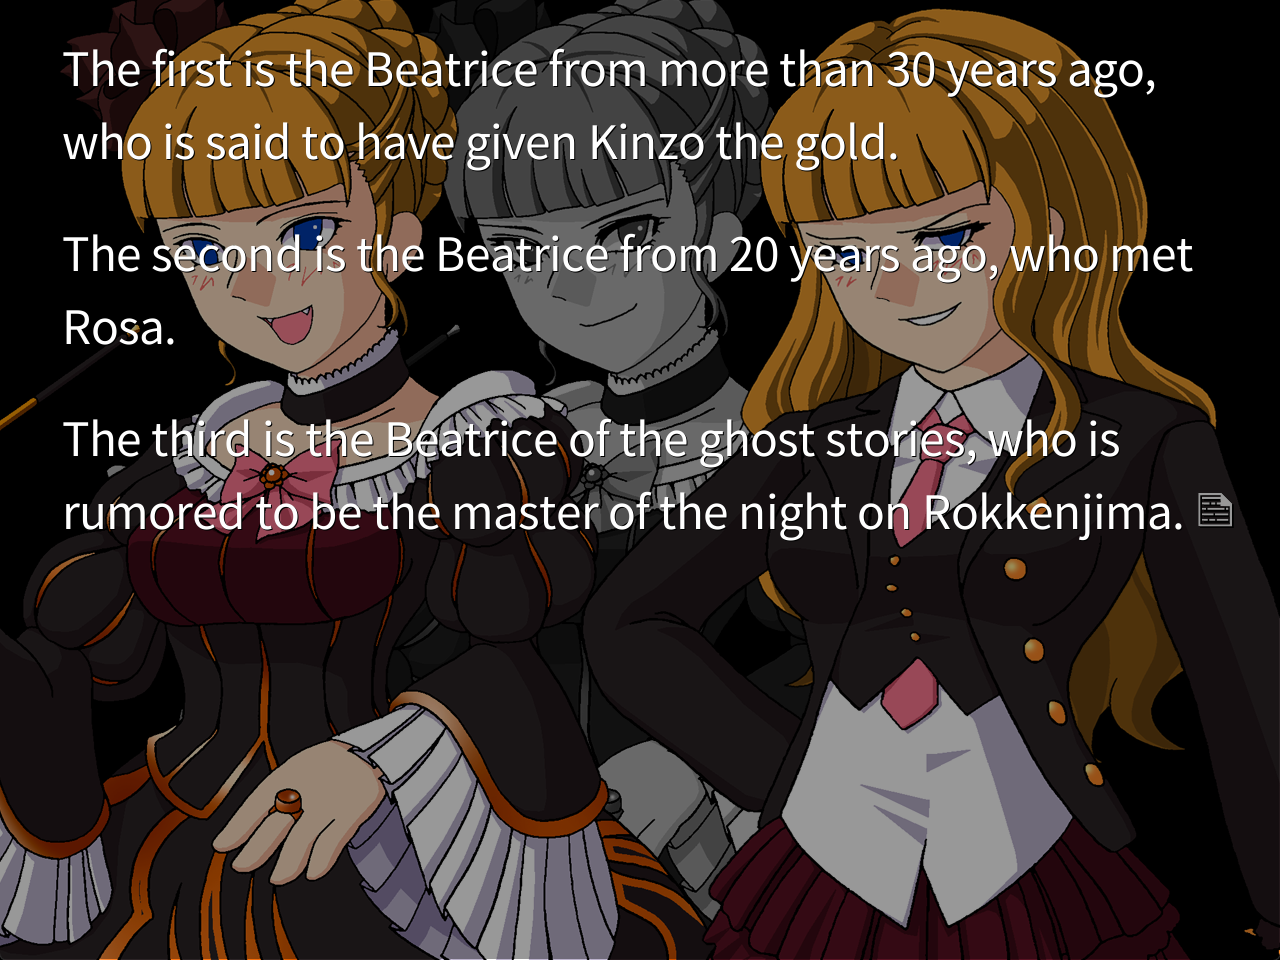 The first is the Beatrice from more than 30 years ago,
who is said to have given Kinzo the gold.
The second is the Beatrice from 20 years ago, who met
Rosa.
The third is the Beatrice of the ghost stories, who is
rumored to be the master of the night on Rokkenjima.